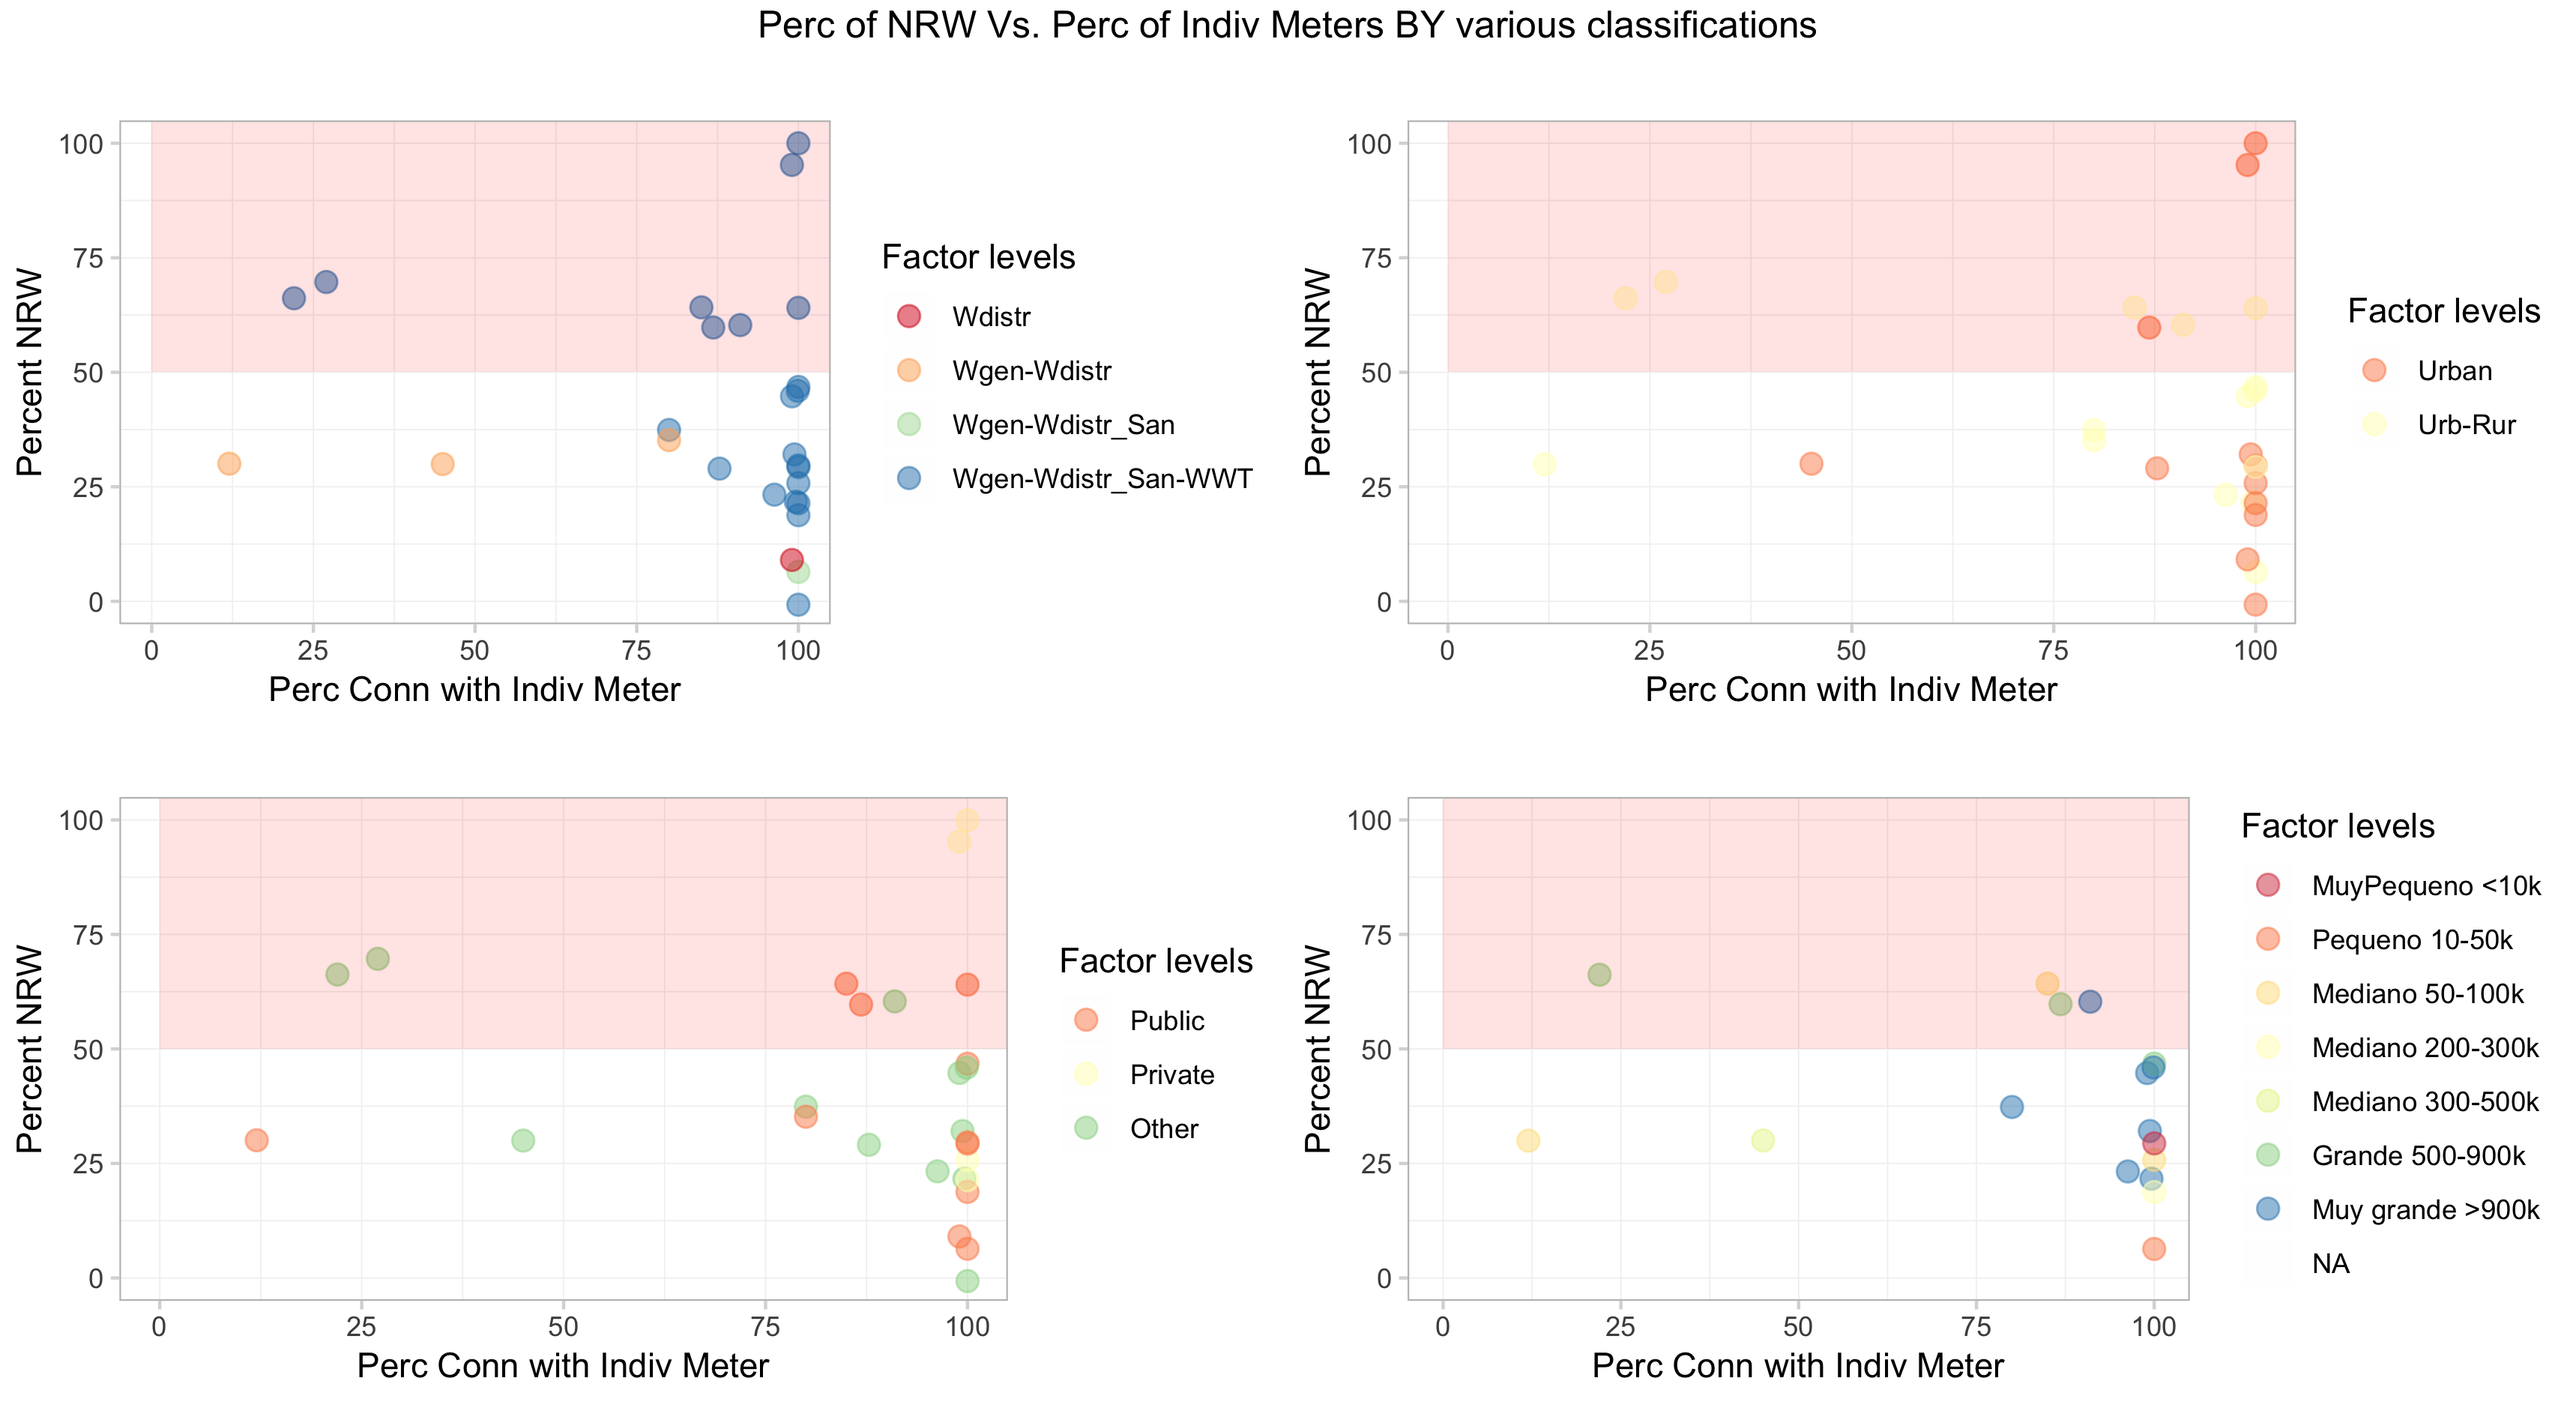 Perc of NRW Vs. Perc of Indiv Meters BY various classifications
100
75
50
25
0
Percent NRW
0 25 50 75 100
Perc Conn with Indiv Meter
Factor levels
Wdistr
Wgen-Wdistr
Wgen-Wdistr_San
Wgen-Wdistr_San-WWT
100
75
50
25
0
Percent NRW
0 25 50 75 100
Perc Conn with Indiv Meter
Factor levels
Urban
Urb-Rur
100
75
50
25
0
Percent NRW
0 25 50 75 100
Perc Conn with Indiv Meter
Factor levels
Public
Private
Other
100
75
50
25
0
Percent NRW
0 25 50 75 100
Perc Conn with Indiv Meter
Factor levels
MuyPequeno <10k
Pequeno 10-50k
Mediano 50-100k
Mediano 200-300k
Mediano 300-500k
Grande 500-900k
Muy grande >900k
NA